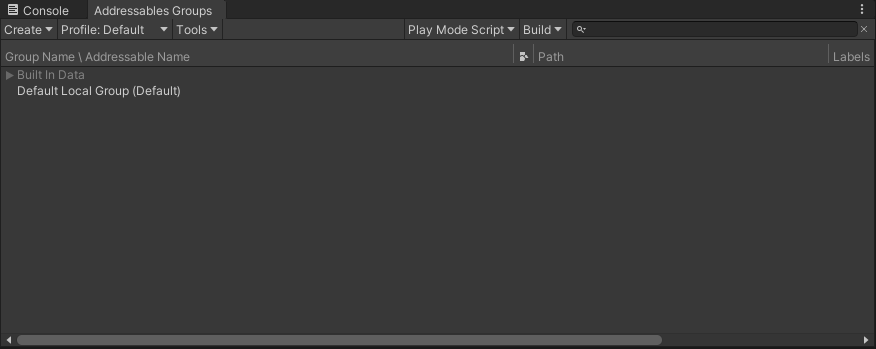 Console Addressables Groups
Create Profile: Default Tools Play Mode Script Build
Group Name \ Addressable Name Path Labels
Built In Data
Default Local Group (Default)